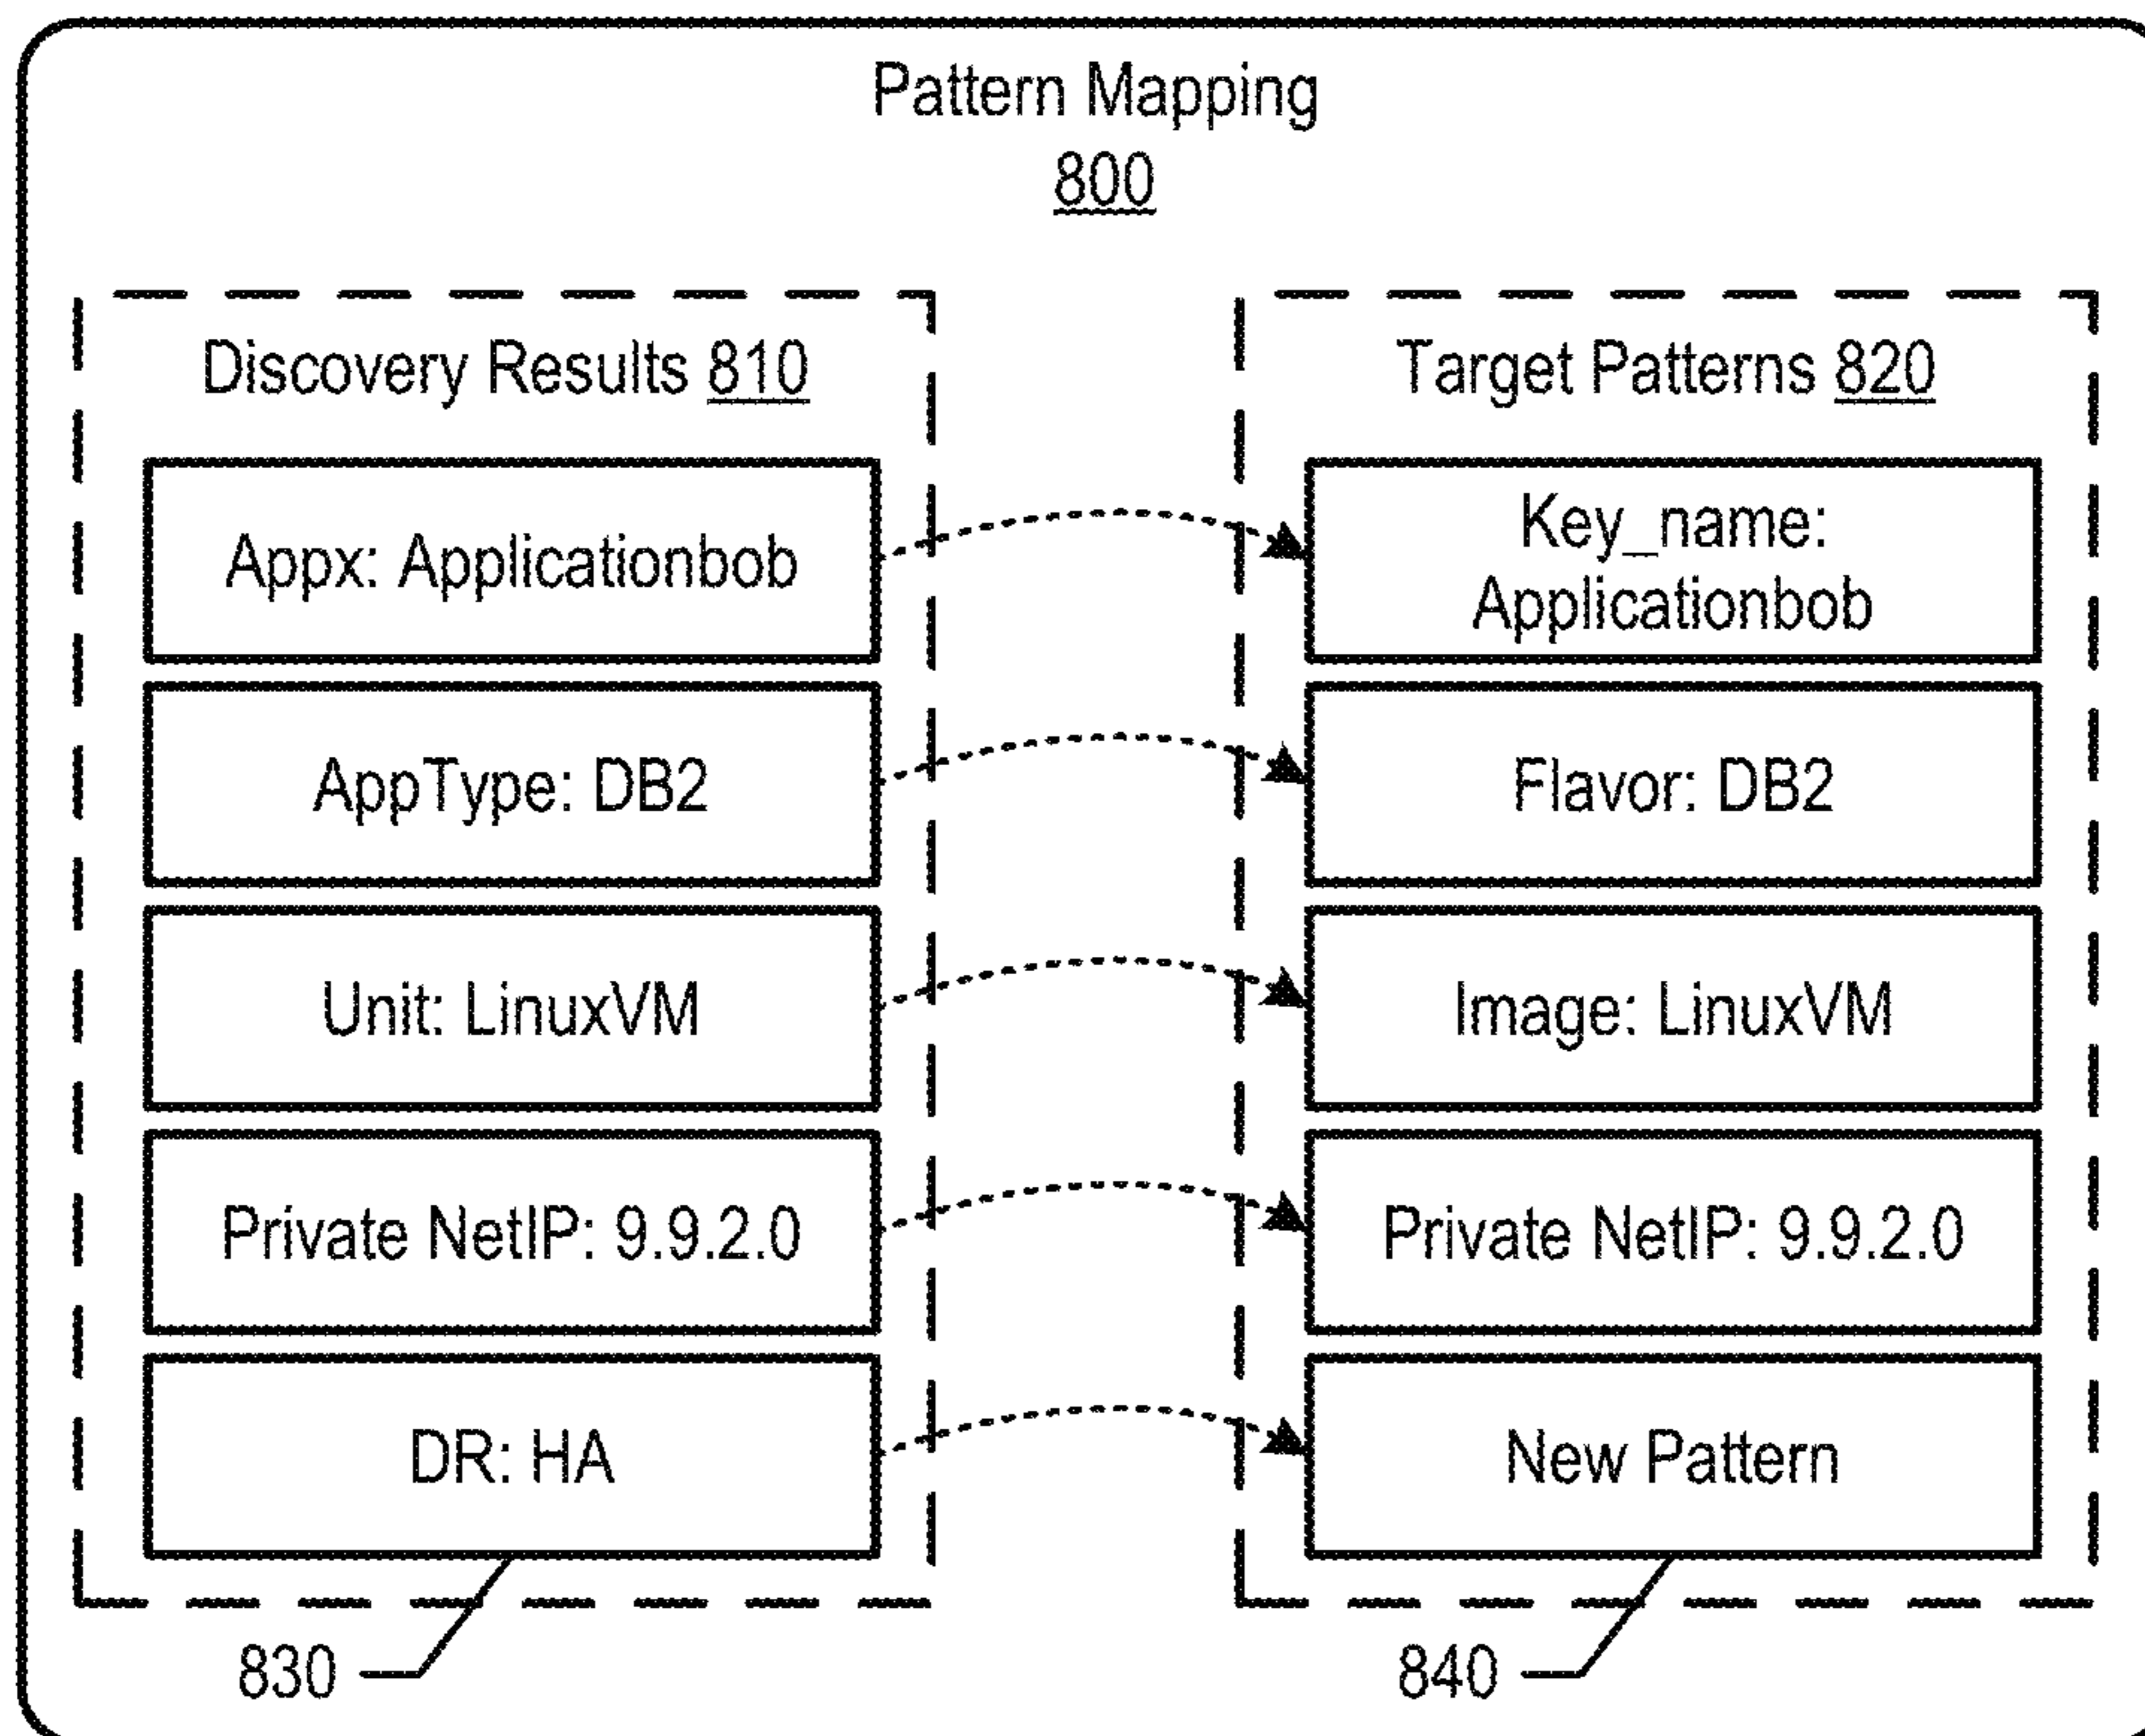 Pattern Mapping
800
Discovery Results 810
Appx: Applicationbob
AppType: DB2
Unit: LinuxVM
Private NetIP: 9.9.2.0
DR: HA
830
Target Patterns 820
Key_name:
Applicationbob
Flavor: DB2
Image: LinuxVM
Private NetIP: 9.9.2.0
New Pattern
840